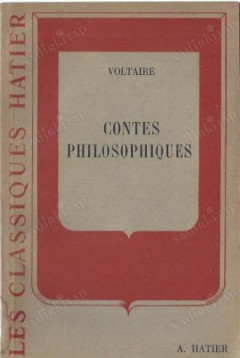 VOLTAIRE
CONTES
PHILOSOPHIQUES
LES CLASSIQUES HATIER
A. HATIER